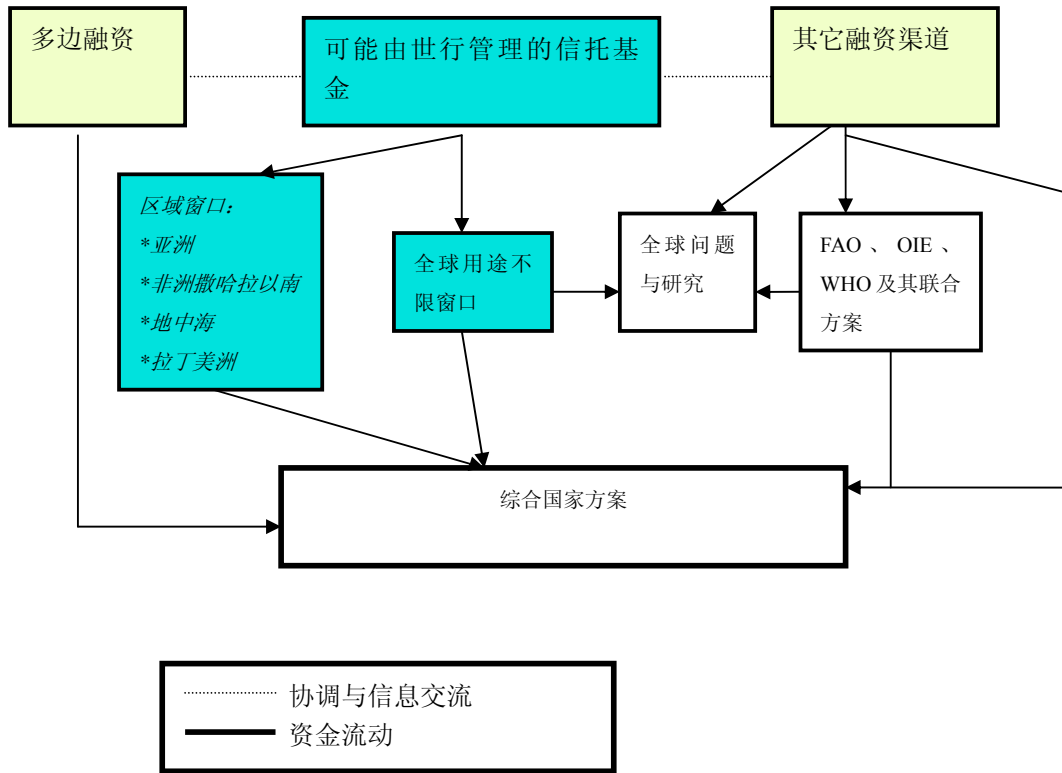 多边融资
可能由世行管理的信托基
金
其它融资渠道
区域窗口：
*亚洲
*非洲撒哈拉以南
*地中海
*拉丁美洲
全球用途不
限窗口
全球问题
与研究
FAO 、 OIE 、
WHO 及其联合
方案
综合国家方案
协调与信息交流
资金流动